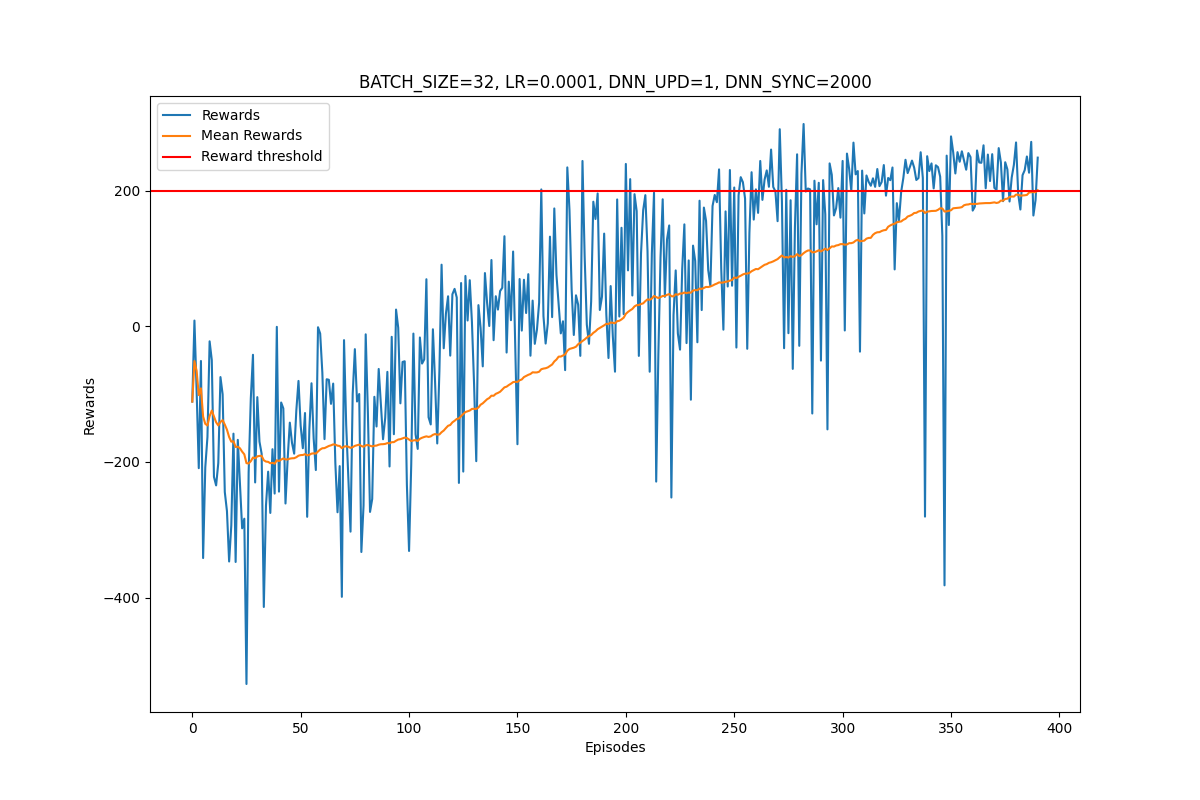 BATCH_SIZE=32, LR=0.0001, DNN_UPD=1, DNN_SYNC=2000
Rewards
Mean Rewards
Reward threshold
200
0
−200
−400
Rewards
0 50 100 150 200 250 300 350 400
Episodes